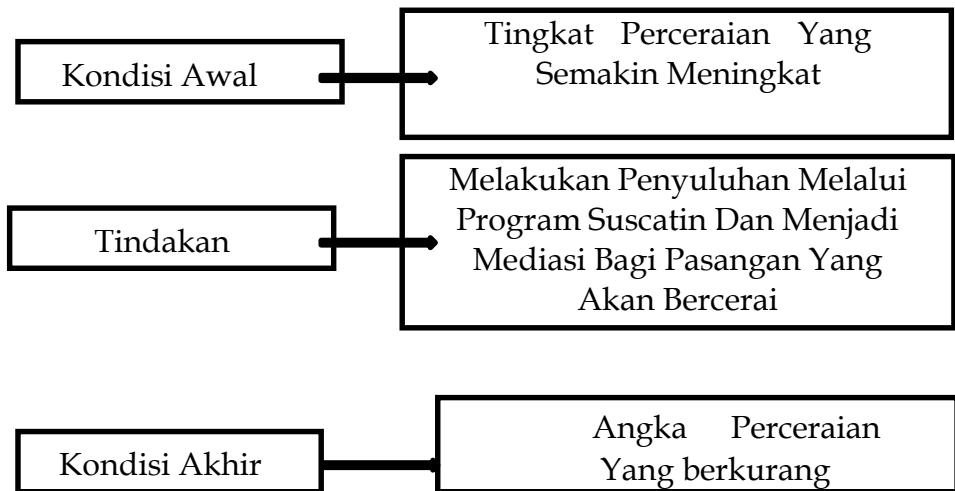 Kondisi Awal
Tingkat Perceraian Yang
Semakin Meningkat
Tindakan
Melakukan Penyuluhan Melalui
Program Suscatin Dan Menjadi
Mediasi Bagi Pasangan Yang
Akan Bercerai
Kondisi Akhir
Angka Perceraian
Yang berkurang